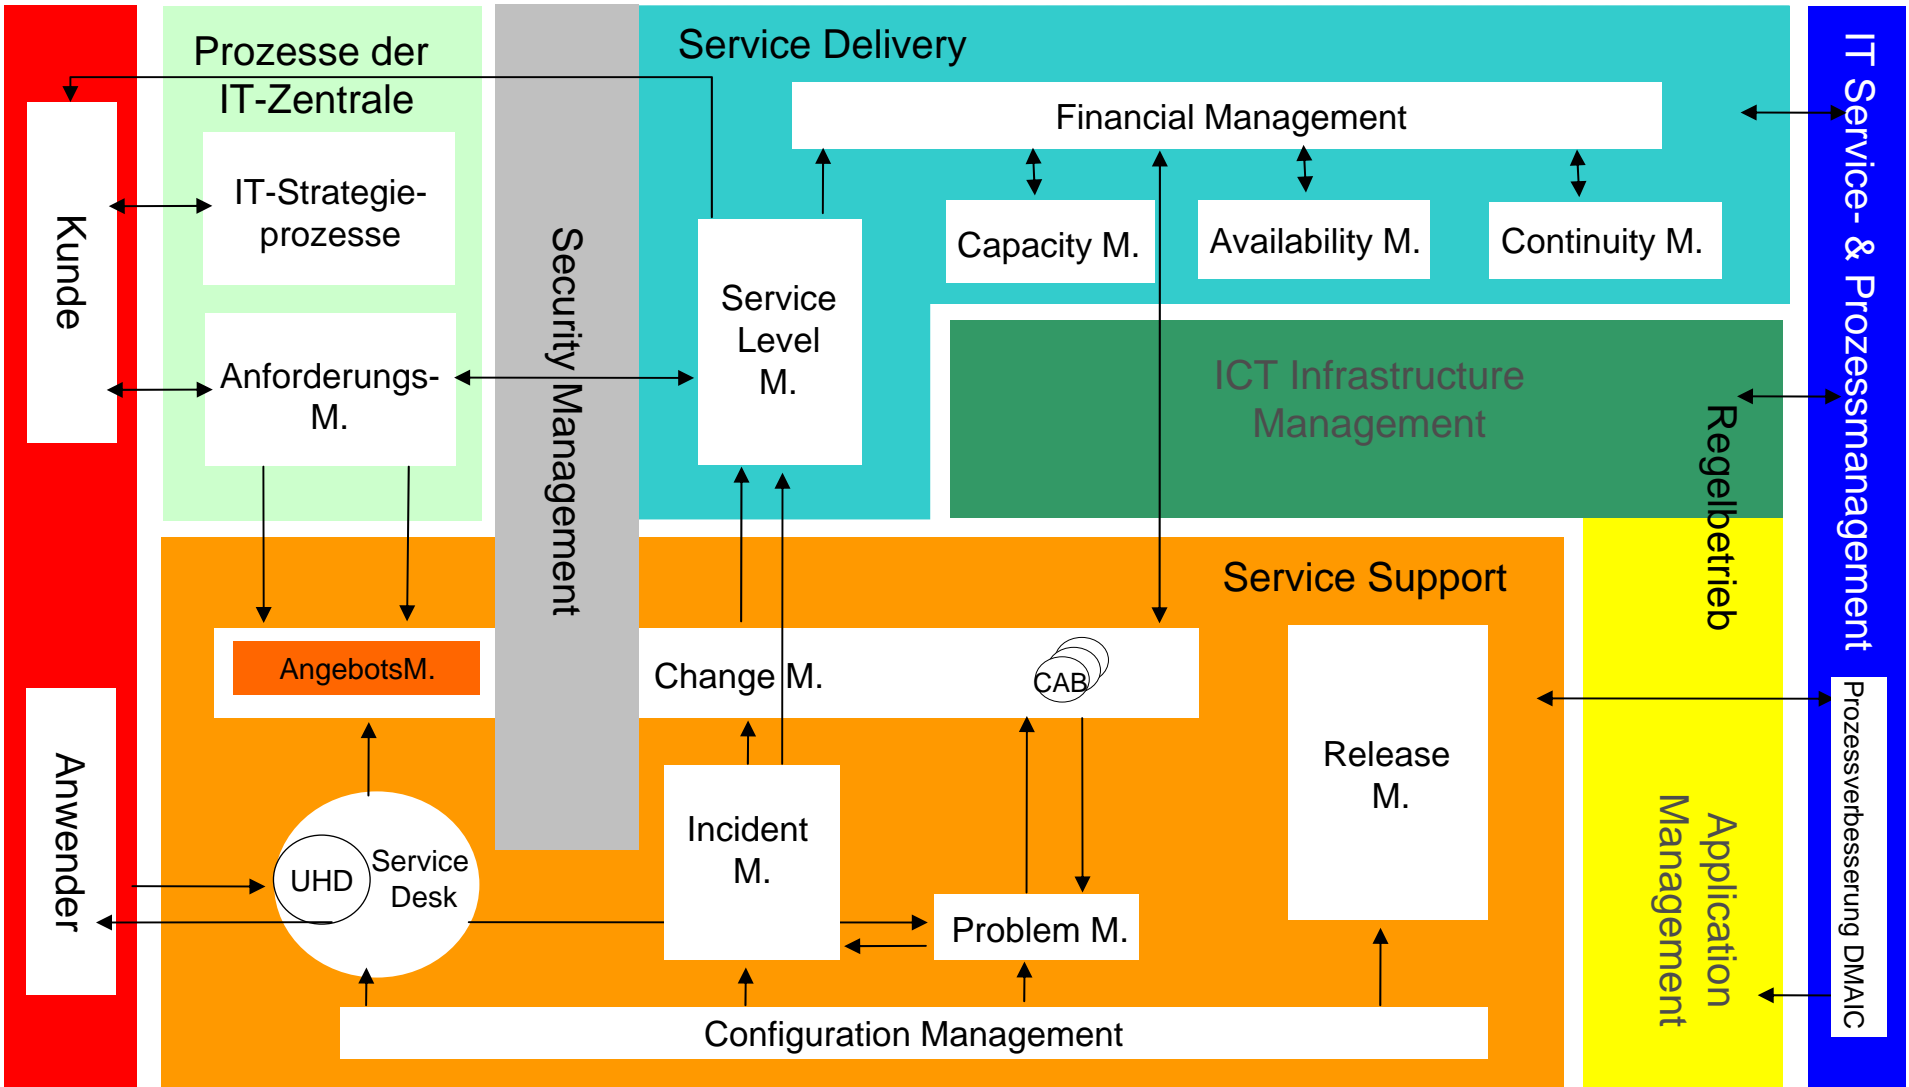 Prozesse der
IT-Zentrale
Service Delivery
Financial Management
IT-Strategie-
prozesse
Capacity M.
Availability M.
Continuity M.
Kunde
Security Management
Service
Level
M.
Anforderungs-
M.
ICT Infrastructure
Management
IT Service- & Prozessmanagement
Regelbetrieb
Service Support
AngebotsM.
Change M.
CAB
Release
M.
Anwender
Incident
M.
UHD
Service
Desk
Problem M.
Application
Management
Prozessverbesserung DMAIC
Configuration Management